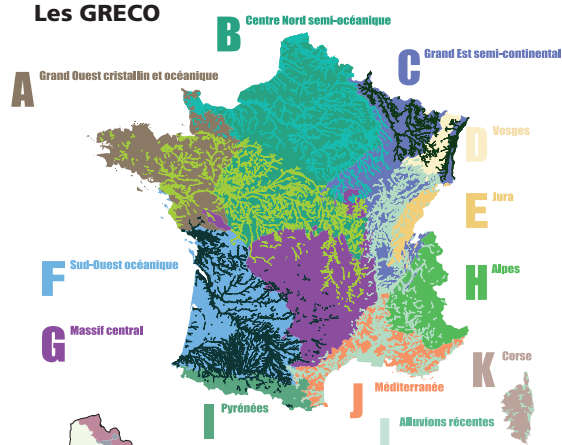 Les GRECO
B Centre Nord semi-océanique
C Grand Est semi-continental
A Grand Ouest cristallin et océanique
D Vosges
E Jura
F Sud-Ouest océanique
H Alpes
G Massif central
K Corse
J Méditerranée
I Pyrénées
I Alluvions récentes